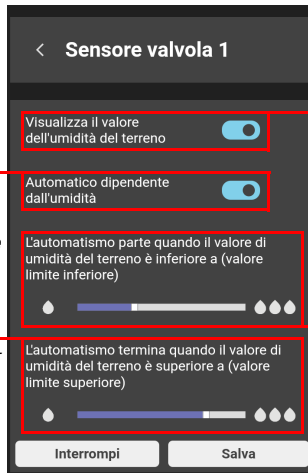 Sensore valvola 1
Visualizza il valore
dell'umidità del terreno
Automatico dipendente
dall'umidità
L'automatismo parte quando il valore di
umidità del terreno è inferiore a (valore
limite inferiore)
L'automatismo termina quando il valore di
umidità del terreno è superiore a (valore
limite superiore)
Interrompi
Salva